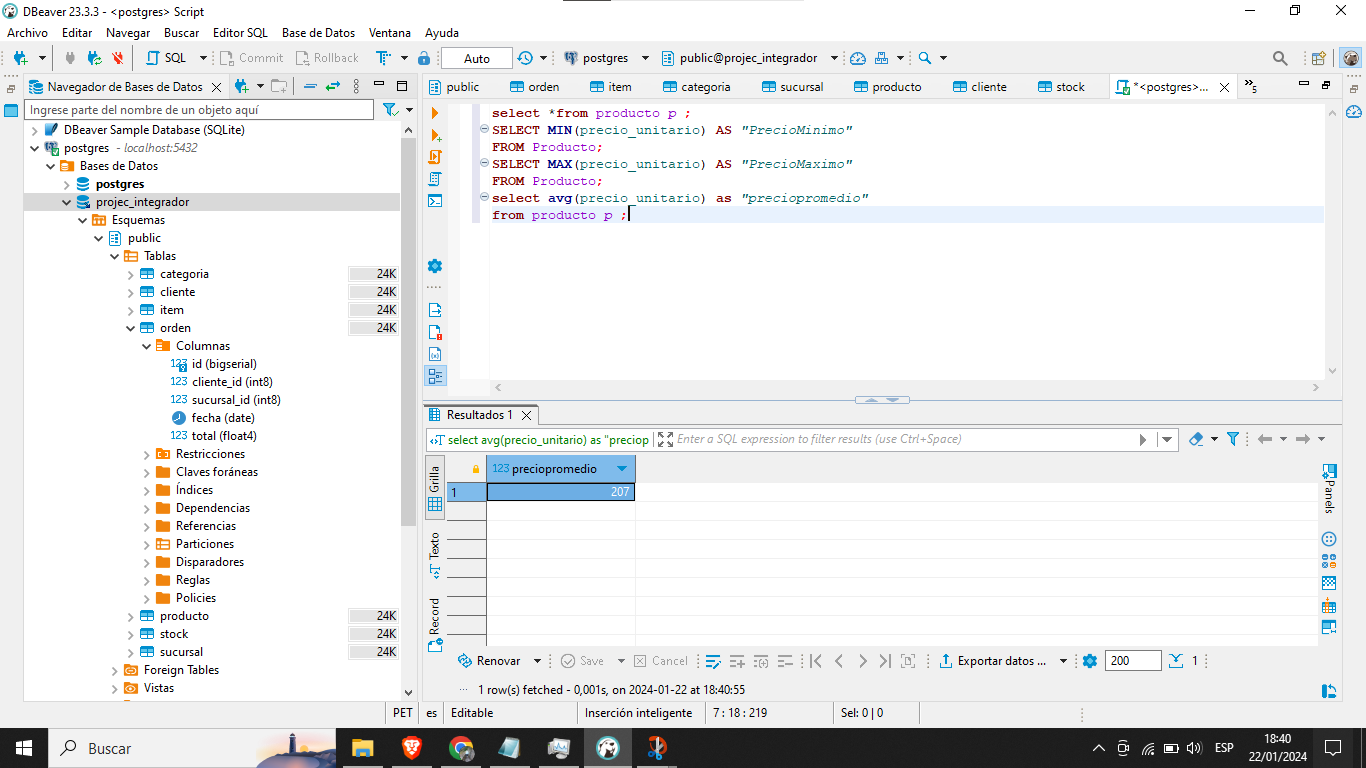 DBeaver 23.3.3 - <postgres> Script
Archivo Editar Navegar Buscar Editor SQL Base de Datos Ventana Ayuda
SQL Commit Rollback Auto postgres public@projec_integrador
Navegador de Bases de Datos
public orden item categoria sucursal producto cliente stock *<postgres>... »5
Ingrese parte del nombre de un objeto aquí
DBeaver Sample Database (SQLite)
postgres - localhost:5432
Bases de Datos
postgres
projec_integrador
Esquemas
public
Tablas
categoria 24K
cliente 24K
item 24K
orden 24K
Columnas
123 id (bigserial)
123 cliente_id (int8)
123 sucursal_id (int8)
fecha (date)
123 total (float4)
Restricciones
Claves foráneas
Índices
Dependencias
Referencias
Particiones
Disparadores
Reglas
Policies
producto 24K
stock 24K
sucursal 24K
Foreign Tables
Vistas
select *from producto p ;
SELECT MIN(precio_unitario) AS "PrecioMinimo"
FROM Producto;
SELECT MAX(precio_unitario) AS "PrecioMaximo"
FROM Producto;
select avg(precio_unitario) as "preciopromedio"
from producto p ;
Resultados 1
select avg(precio_unitario) as "preciop Enter a SQL expression to filter results (use Ctrl+Space)
Grilla
Texto
Record
123 preciopromedio
1 207
Panels
Renovar Save Cancel Exportar datos ... 200 1
1 row(s) fetched - 0,001s, on 2024-01-22 at 18:40:55
PET es Editable Inserción inteligente 7 : 18 : 219 Sel: 0 | 0
Buscar
ESP
18:40
22/01/2024